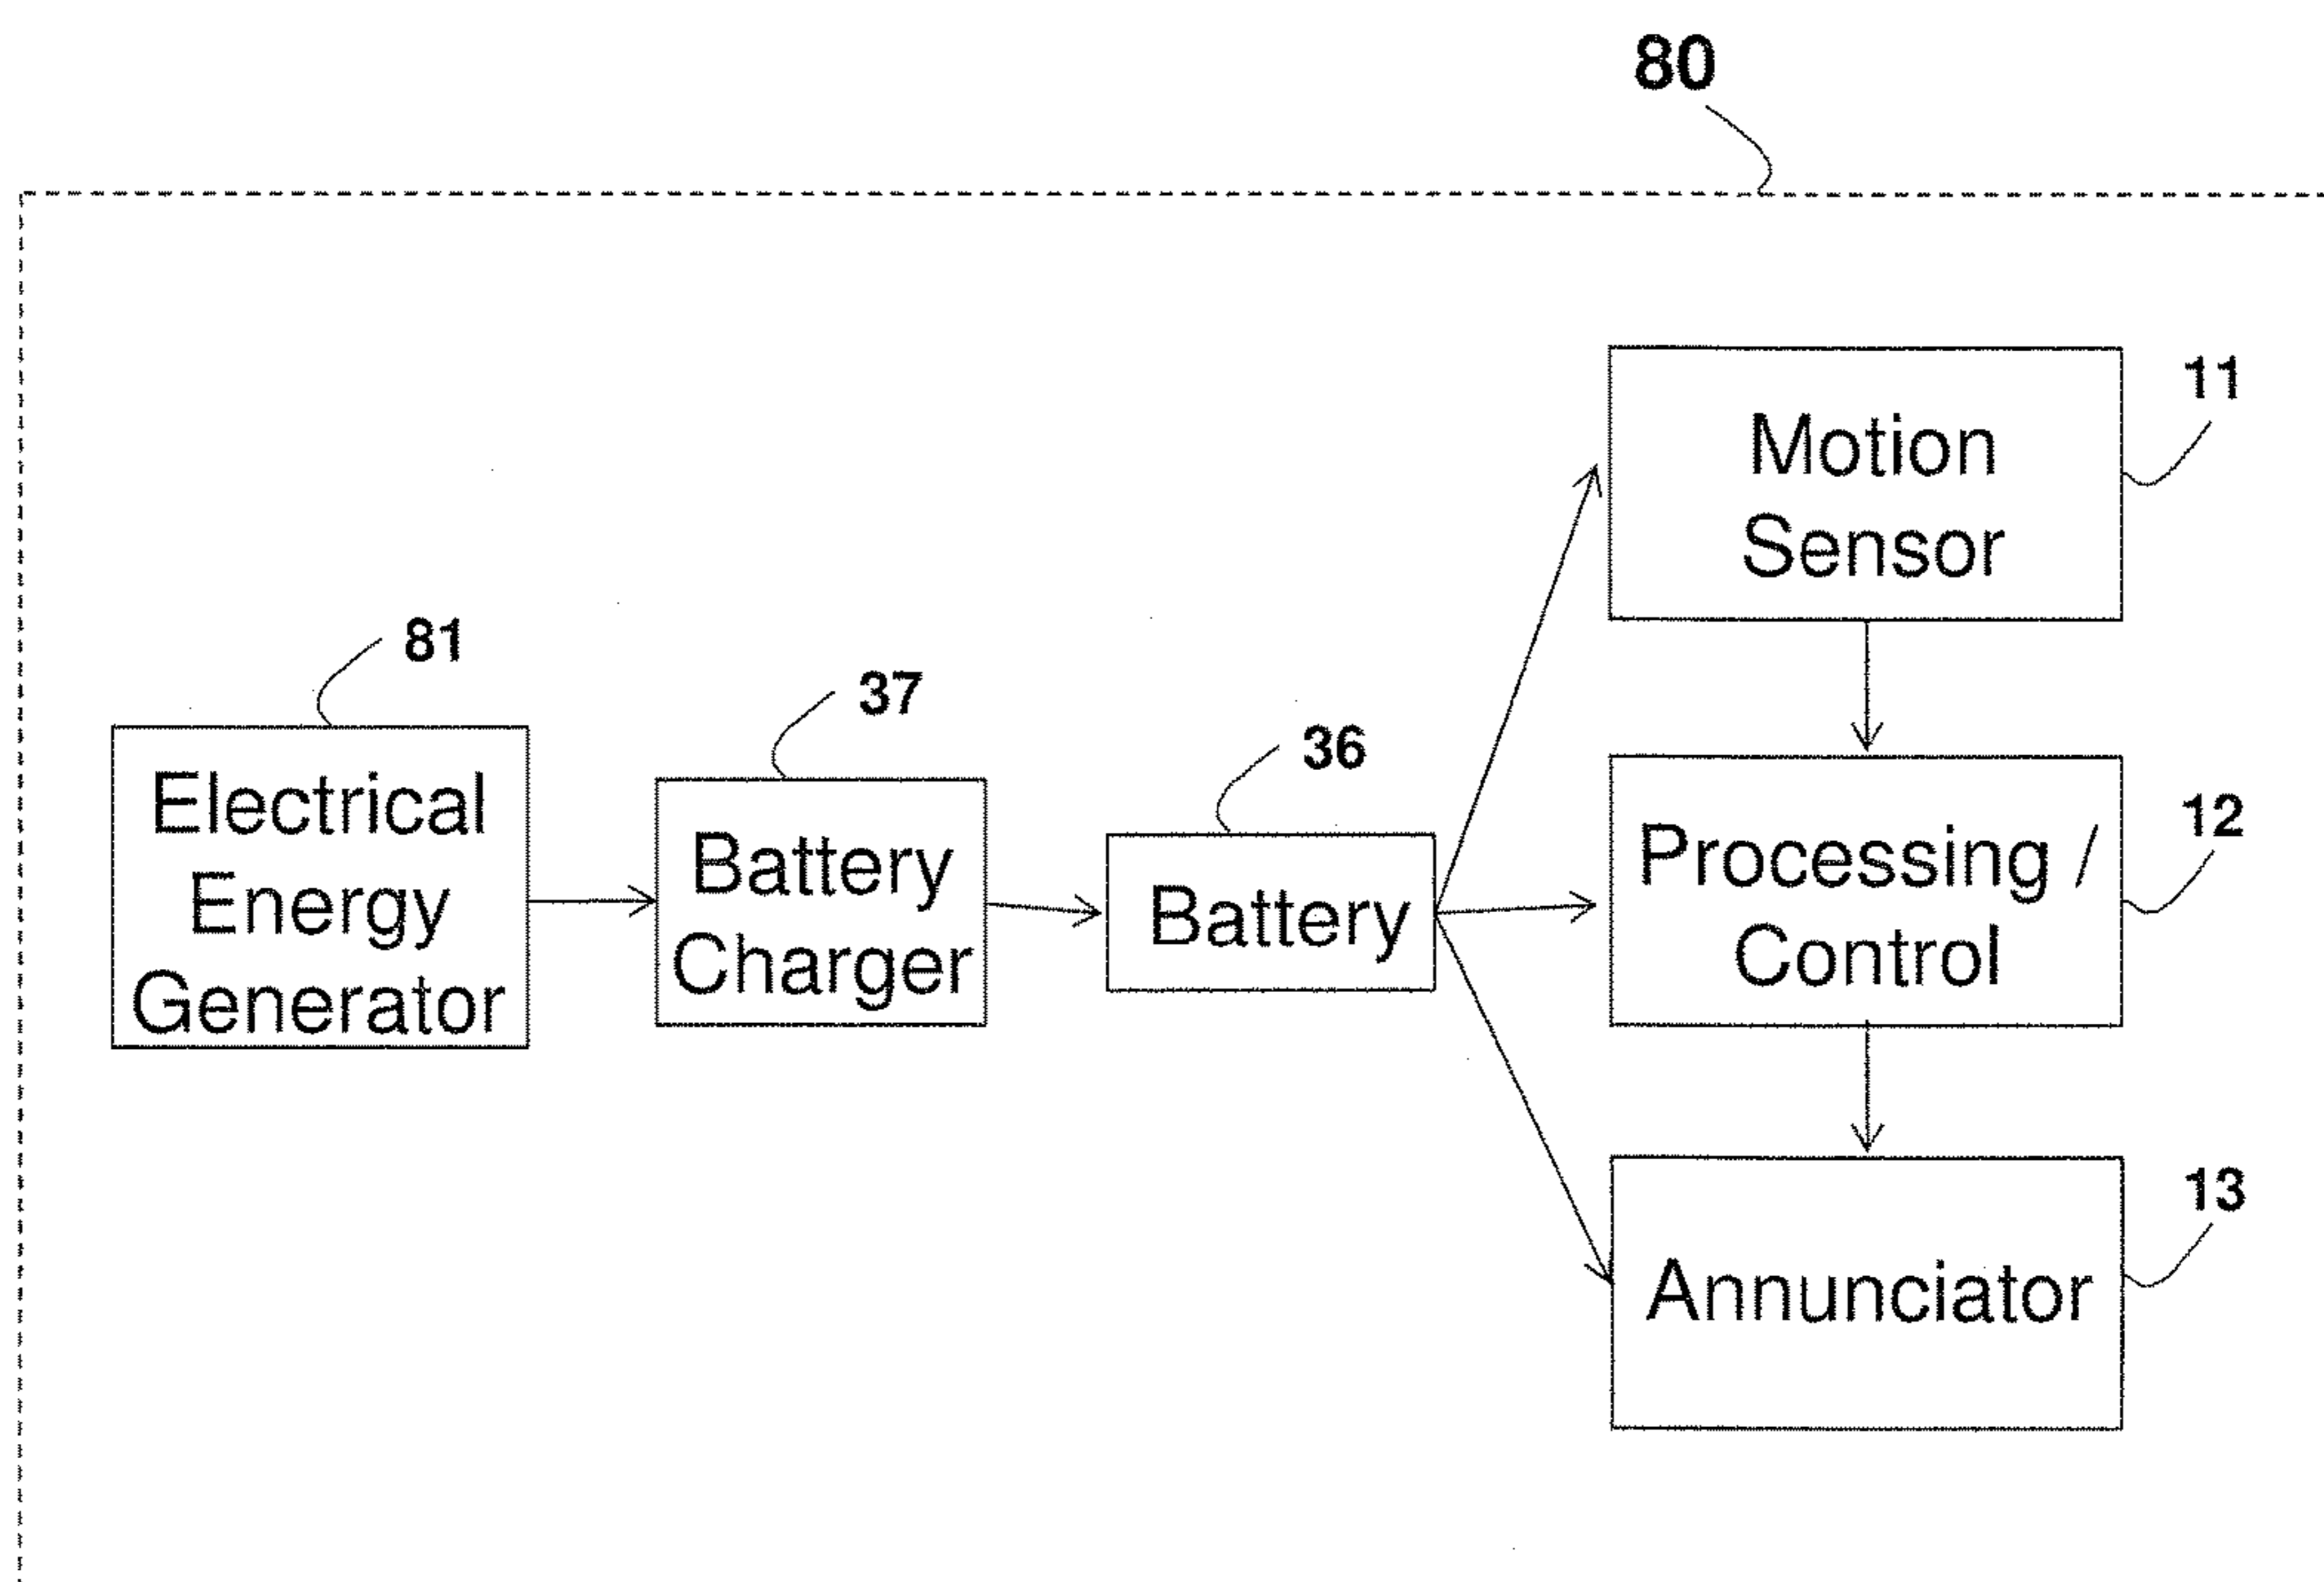 80
11
Motion
Sensor
81
37
36
Electrical
Energy
Generator
Battery
Charger
Battery
12
Processing /
Control
13
Annunciator